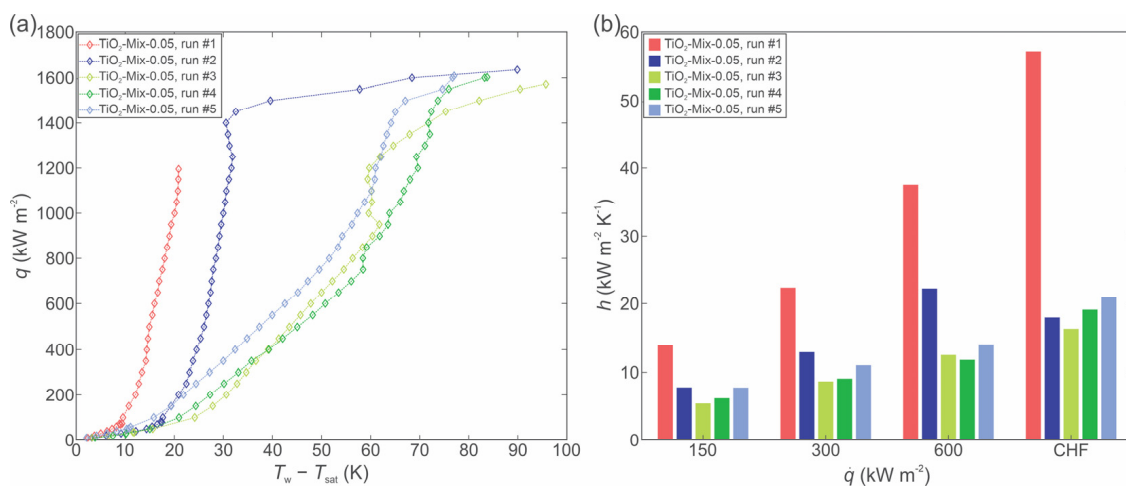 (a)
1800
1600
1400
1200
1000
800
600
400
200
0
q (kW m⁻²)
TiO₂-Mix-0.05, run #1
TiO₂-Mix-0.05, run #2
TiO₂-Mix-0.05, run #3
TiO₂-Mix-0.05, run #4
TiO₂-Mix-0.05, run #5
0 10 20 30 40 50 60 70 80 90 100
T_w − T_sat (K)
(b)
60
50
40
30
20
10
0
h (kW m⁻² K⁻¹)
TiO₂-Mix-0.05, run #1
TiO₂-Mix-0.05, run #2
TiO₂-Mix-0.05, run #3
TiO₂-Mix-0.05, run #4
TiO₂-Mix-0.05, run #5
150 300 600 CHF
q̇ (kW m⁻²)